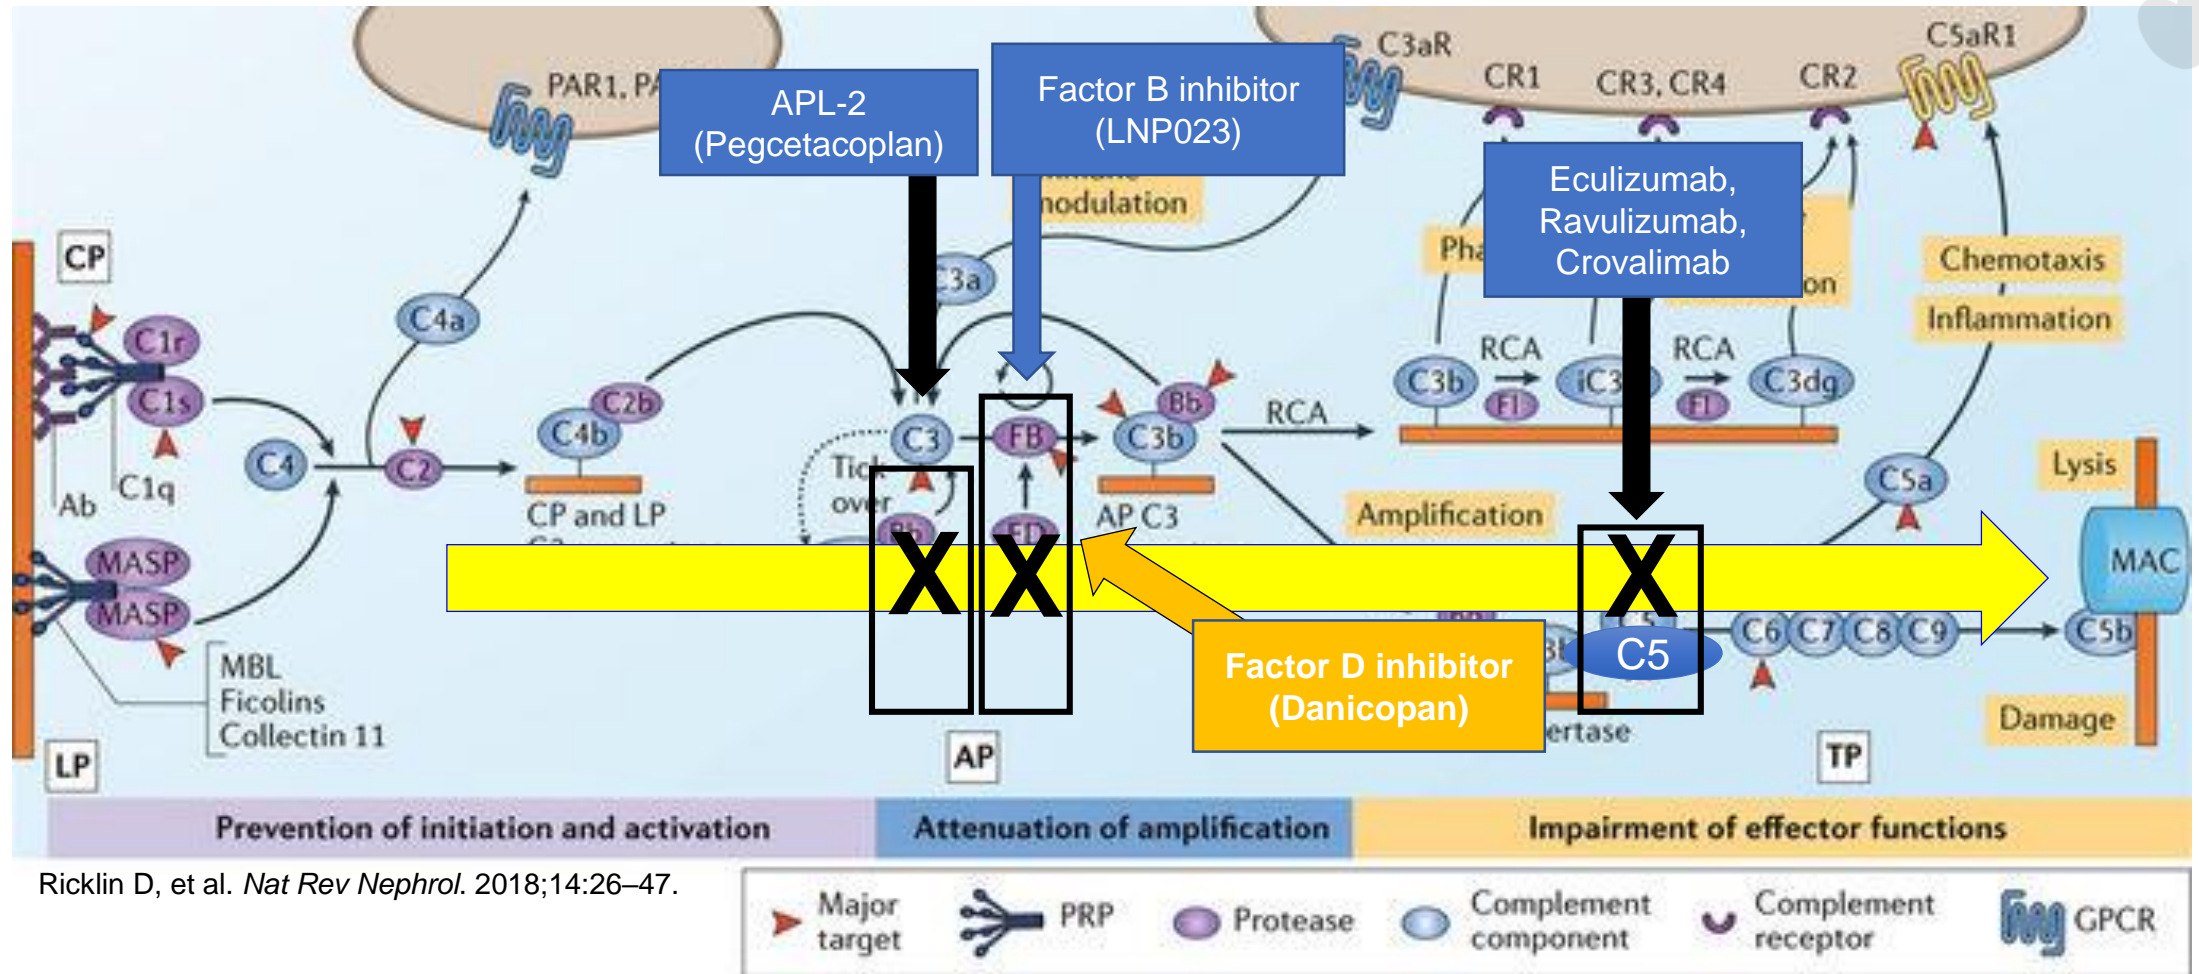 PAR1,
APL-2
(Pegcetacoplan)
Factor B inhibitor
(LNP023)
modulation
C3aR
CR1
CR3, CR4
CR2
C5aR1
Eculizumab,
Ravulizumab,
Crovalimab
Chemotaxis
Inflammation
CP
C1r
C1s
C1q
Ab
C4a
C4
C2
C2b
C4b
CP and LP
C3a
C3
Tick
over
Bb
FB
FD
Bb
C3b
AP C3
RCA
C3b
RCA
FI
RCA
FI
C3dg
Amplification
C5a
Lysis
MAC
MASP
MASP
MBL
Ficolins
Collectin 11
LP
X
X
X
Factor D inhibitor
(Danicopan)
C5
C6
C7
C8
C9
C5b
Damage
AP
TP
Prevention of initiation and activation
Attenuation of amplification
Impairment of effector functions
Ricklin D, et al. Nat Rev Nephrol. 2018;14:26–47.
Major
target
PRP
Protease
Complement
component
Complement
receptor
GPCR